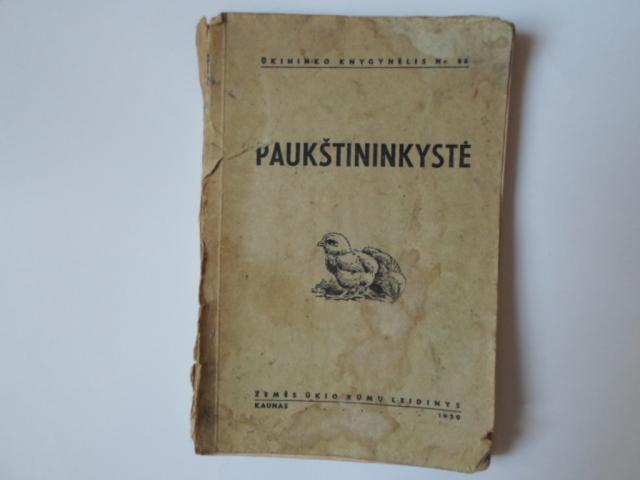 ŪKININKO KNYGYNĖLIS Nr.
PAUKŠTININKYSTĖ
ŽEMĖS ŪKIO RŪMŲ LEIDINYS
KAUNAS